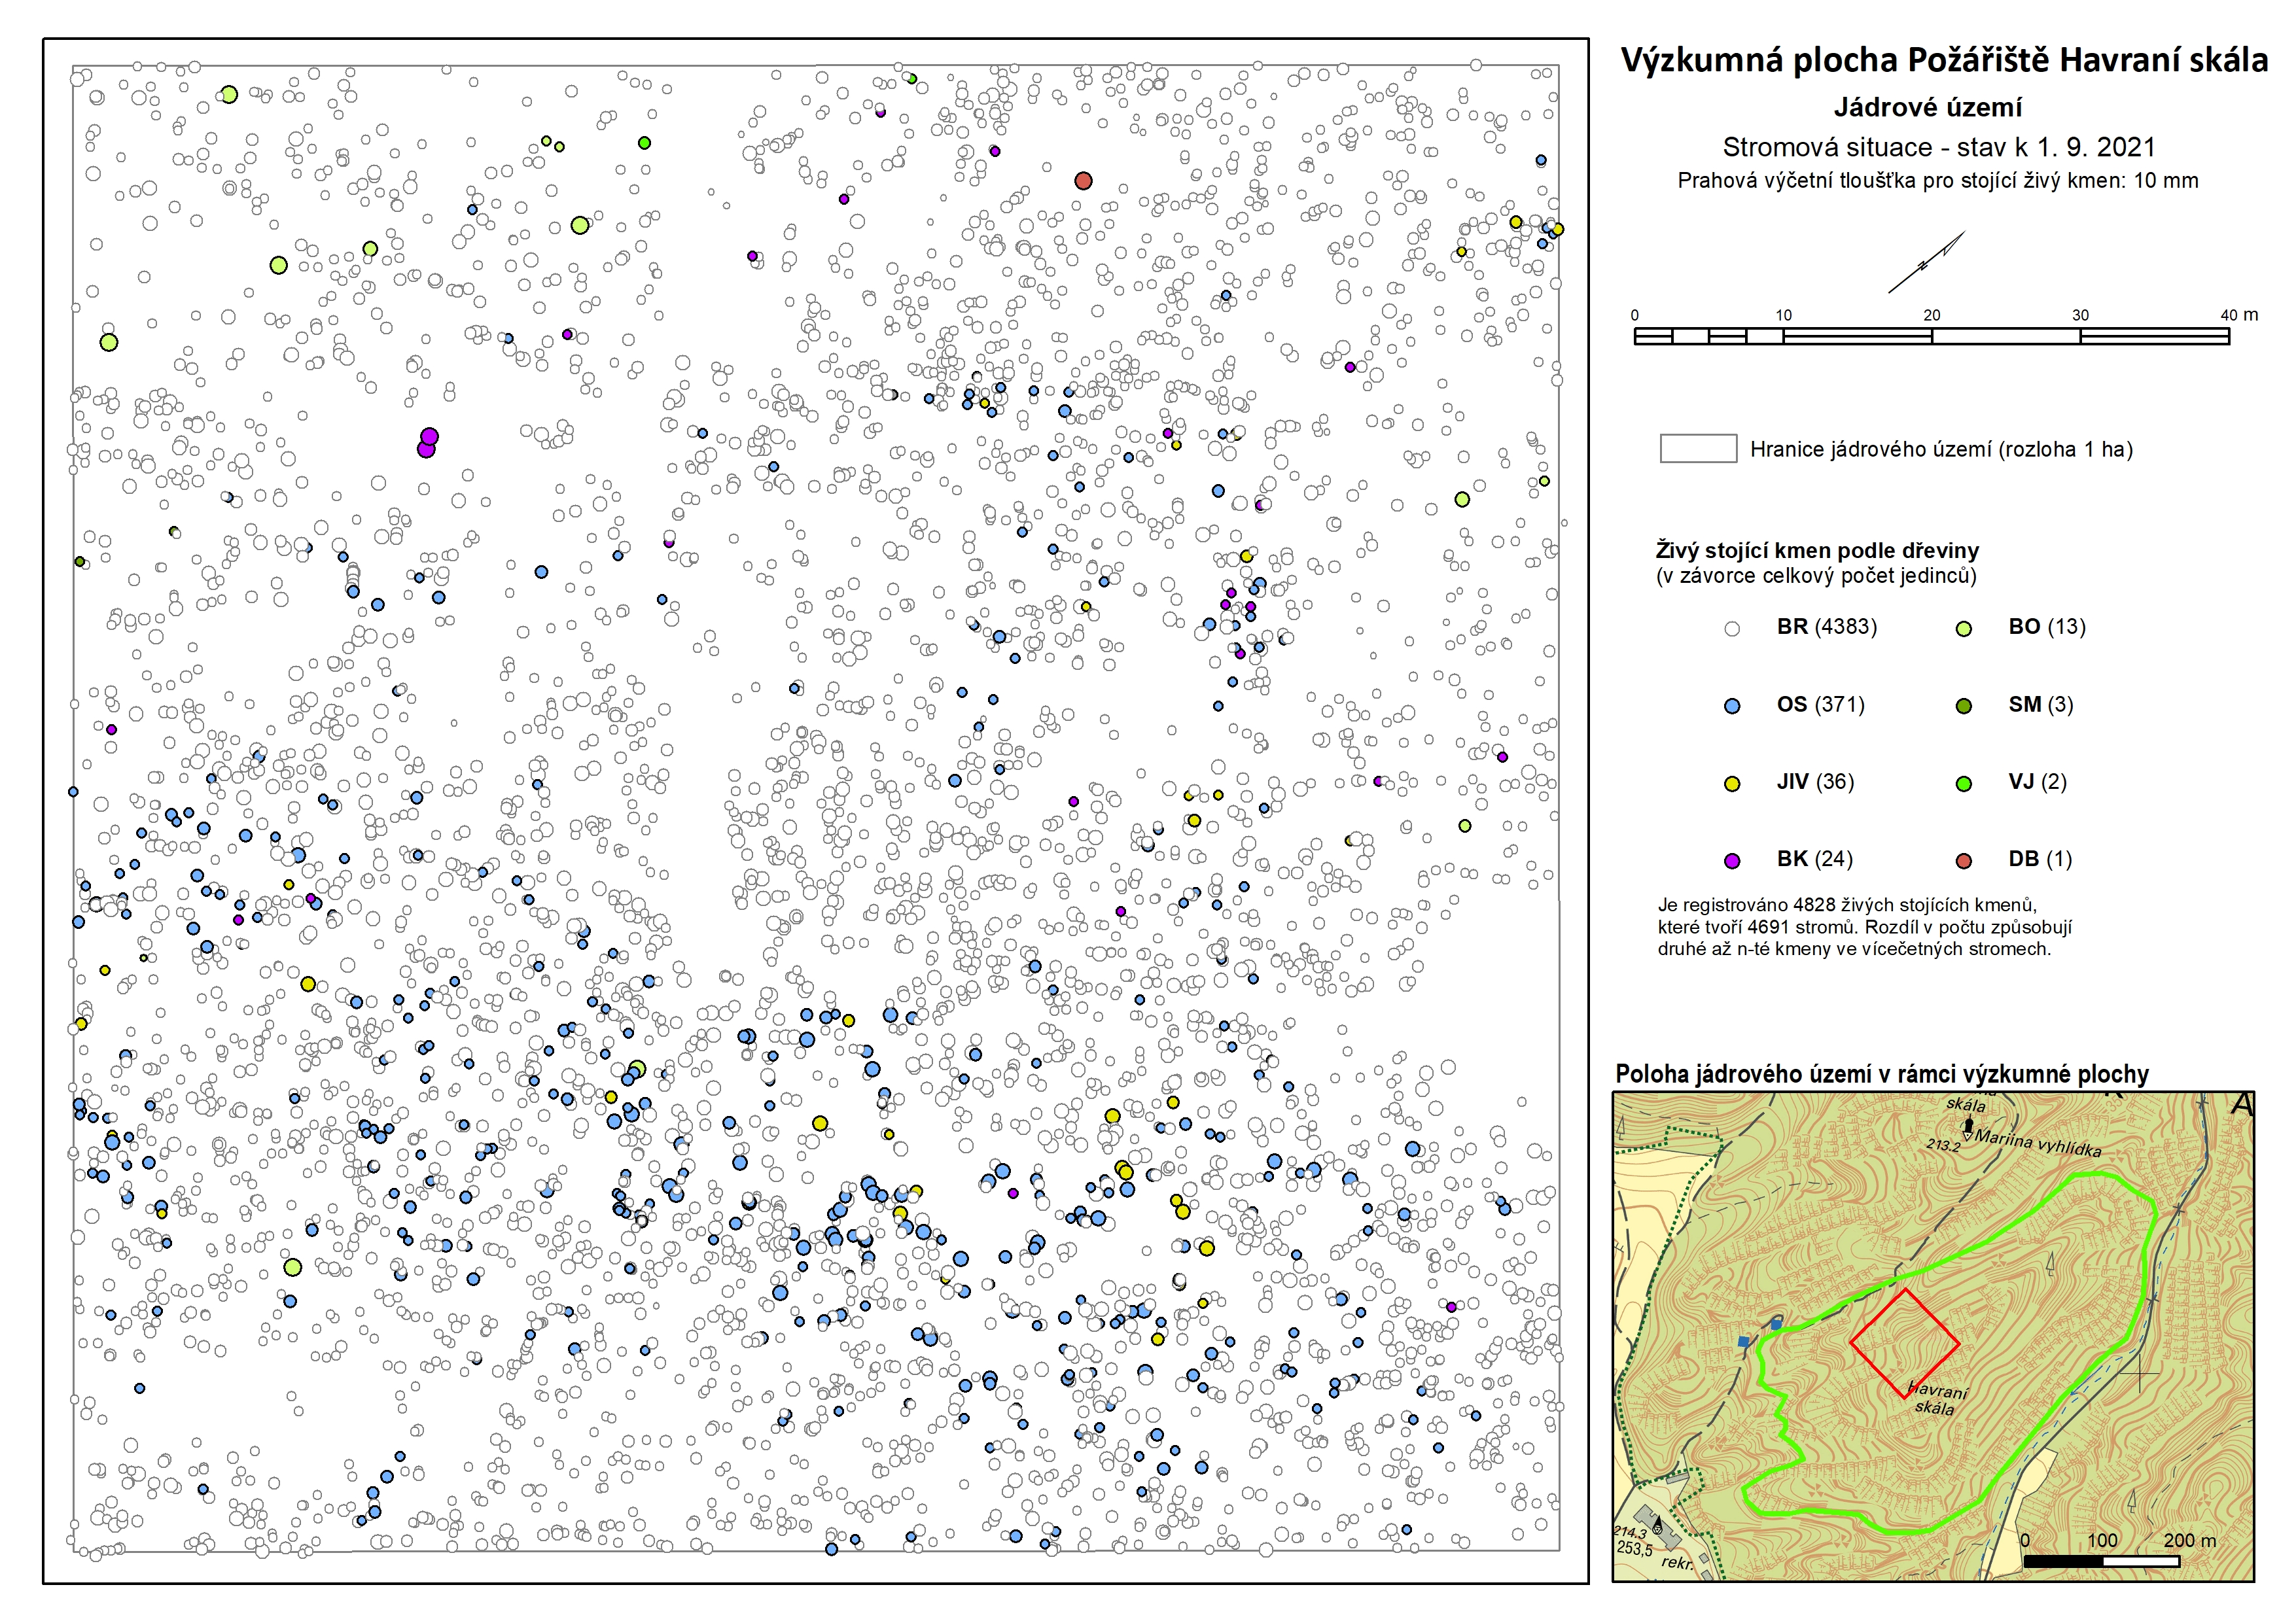 Výzkumná plocha Požářiště Havraní skála
Jádrové území
Stromová situace - stav k 1. 9. 2021
Prahová výčetní tloušťka pro stojící živý kmen: 10 mm
N
0 10 20 30 40 m
Hranice jádrového území (rozloha 1 ha)
Živý stojící kmen podle dřeviny
(v závorce celkový počet jedinců)
BR (4383) BO (13)
OS (371) SM (3)
JIV (36) VJ (2)
BK (24) DB (1)
Je registrováno 4828 živých stojících kmenů,
které tvoří 4691 stromů. Rozdíl v počtu způsobují
druhé až n-té kmeny ve vícečetných stromech.
Poloha jádrového území v rámci výzkumné plochy
skála
A
Mariina vyhlídka
213.2
Havraní
skála
214.3
253,5
rekr.
0 100 200 m